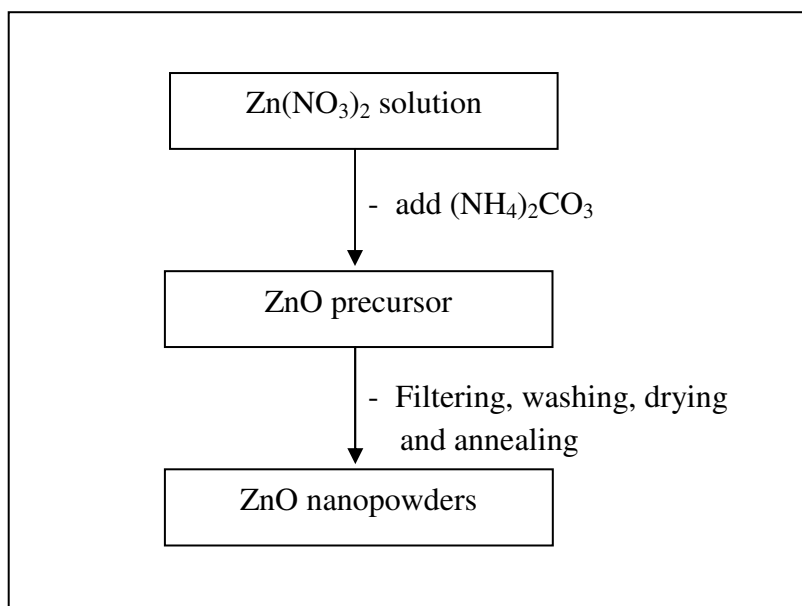 Zn(NO₃)₂ solution
- add (NH₄)₂CO₃
ZnO precursor
- Filtering, washing, drying
and annealing
ZnO nanopowders